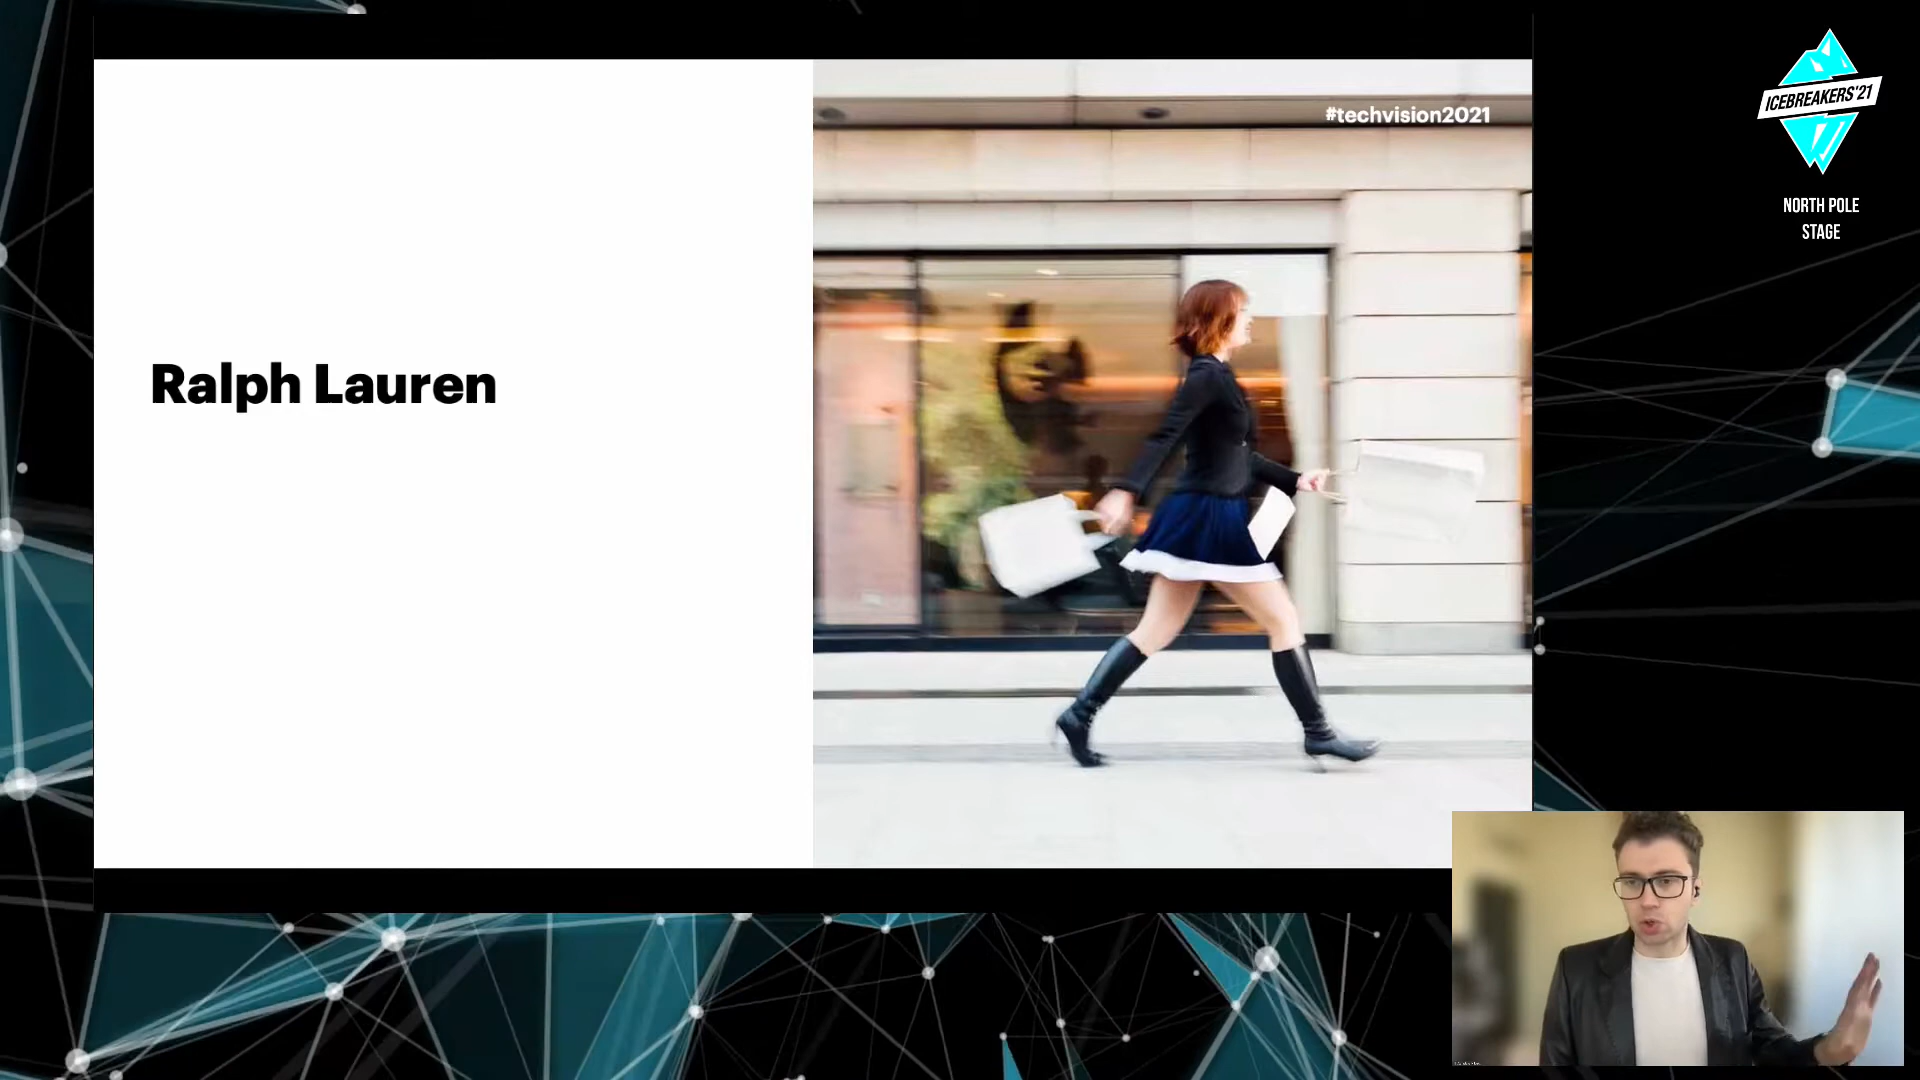 #techvision2021
Ralph Lauren
ICEBREAKERS'21
NORTH POLE
STAGE